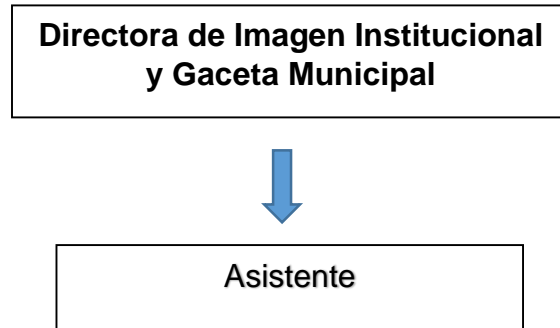 Directora de Imagen Institucional
y Gaceta Municipal
Asistente